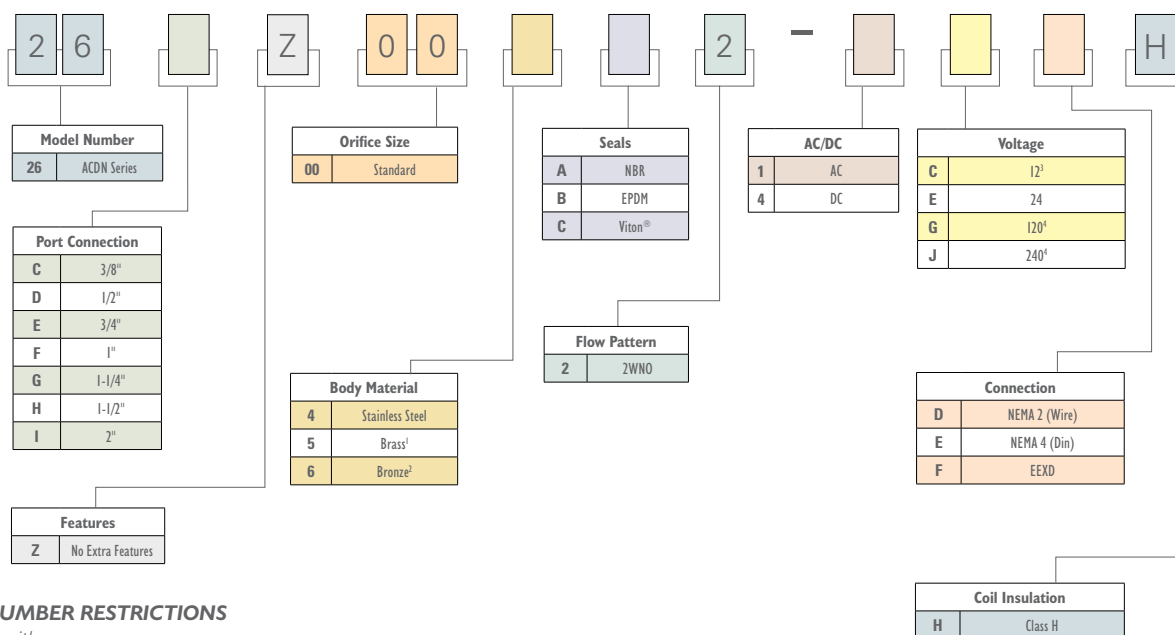 2 6 Z 0 0 2 – H
Model Number
26 ACDN Series
Port Connection
C 3/8"
D 1/2"
E 3/4"
F 1"
G 1-1/4"
H 1-1/2"
I 2"
Features
Z No Extra Features
Orifice Size
00 Standard
Body Material
4 Stainless Steel
5 Brass¹
6 Bronze²
Seals
A NBR
B EPDM
C Viton®
Flow Pattern
2 2WNO
AC/DC
1 AC
4 DC
Voltage
C 12³
E 24
G 120⁴
J 240⁴
Connection
D NEMA 2 (Wire)
E NEMA 4 (Din)
F EEXD
Coil Insulation
H Class H
UMBER RESTRICTIONS